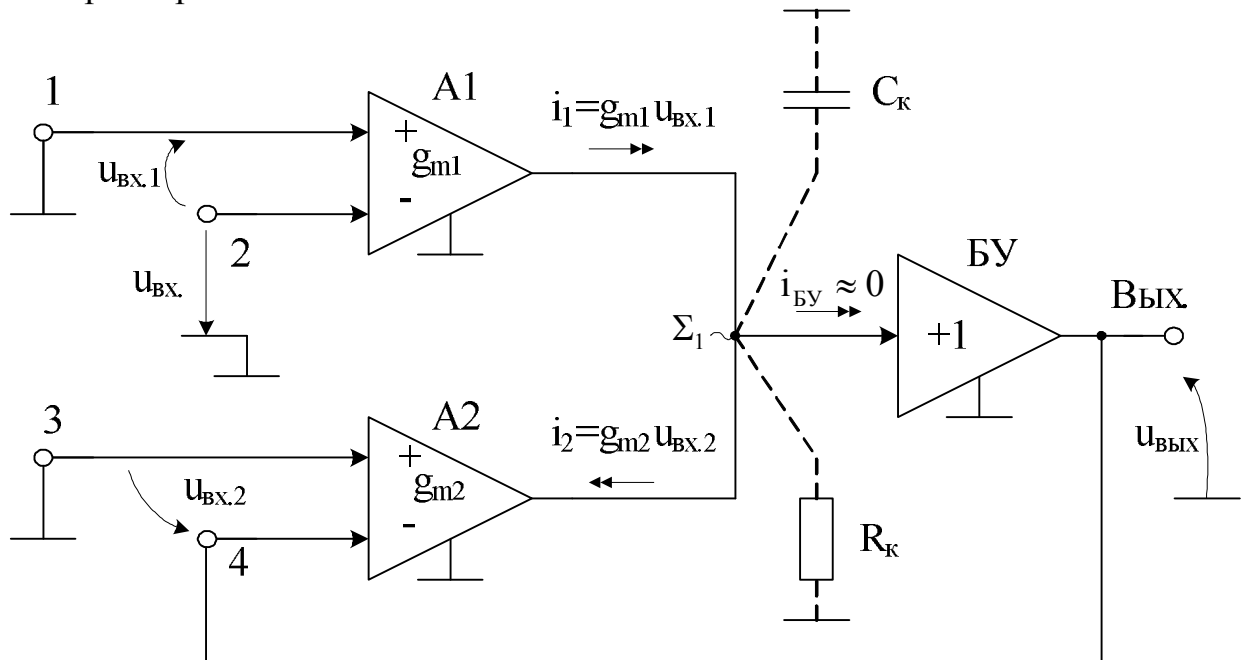 1
A1
i₁=gₘ₁uвх.1
Cк
+
gm1
-
uвх.1
2
uвх.
БУ
iБУ ≈ 0
Вых.
Σ₁
+1
3
A2
i₂=gₘ₂uвх.2
uвых
+
gm2
-
uвх.2
4
Rк